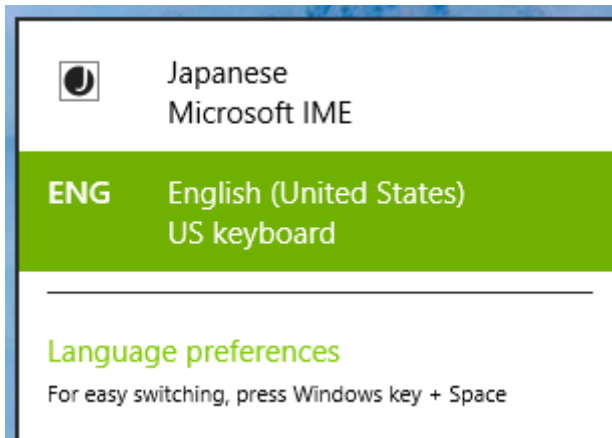 Japanese
Microsoft IME
ENG English (United States)
US keyboard
Language preferences
For easy switching, press Windows key + Space